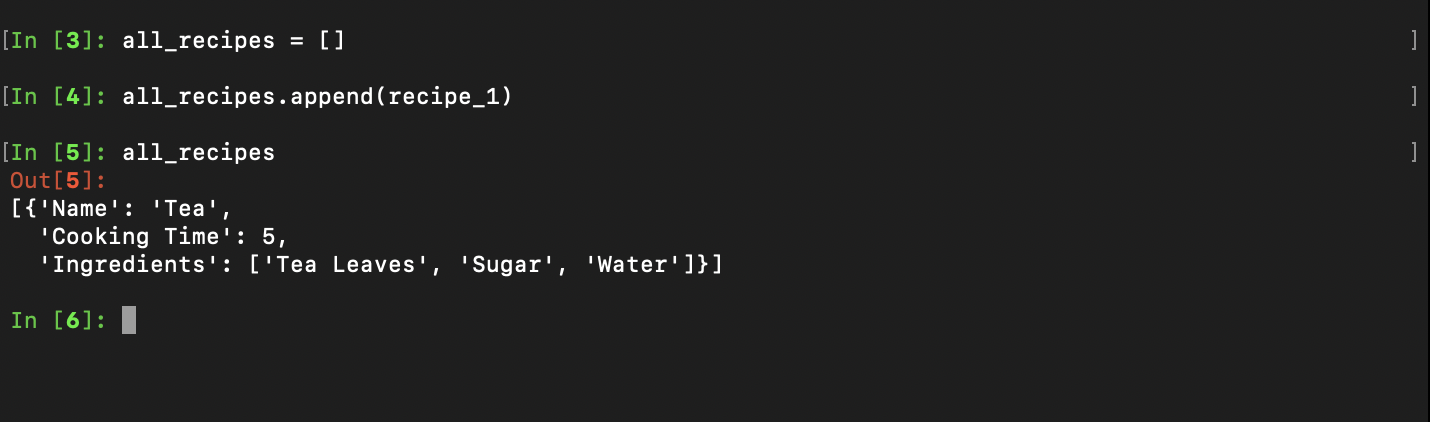 [In [3]: all_recipes = [] ]
[In [4]: all_recipes.append(recipe_1) ]
[In [5]: all_recipes ]
Out[5]:
[{'Name': 'Tea',
  'Cooking Time': 5,
  'Ingredients': ['Tea Leaves', 'Sugar', 'Water']}]
In [6]: